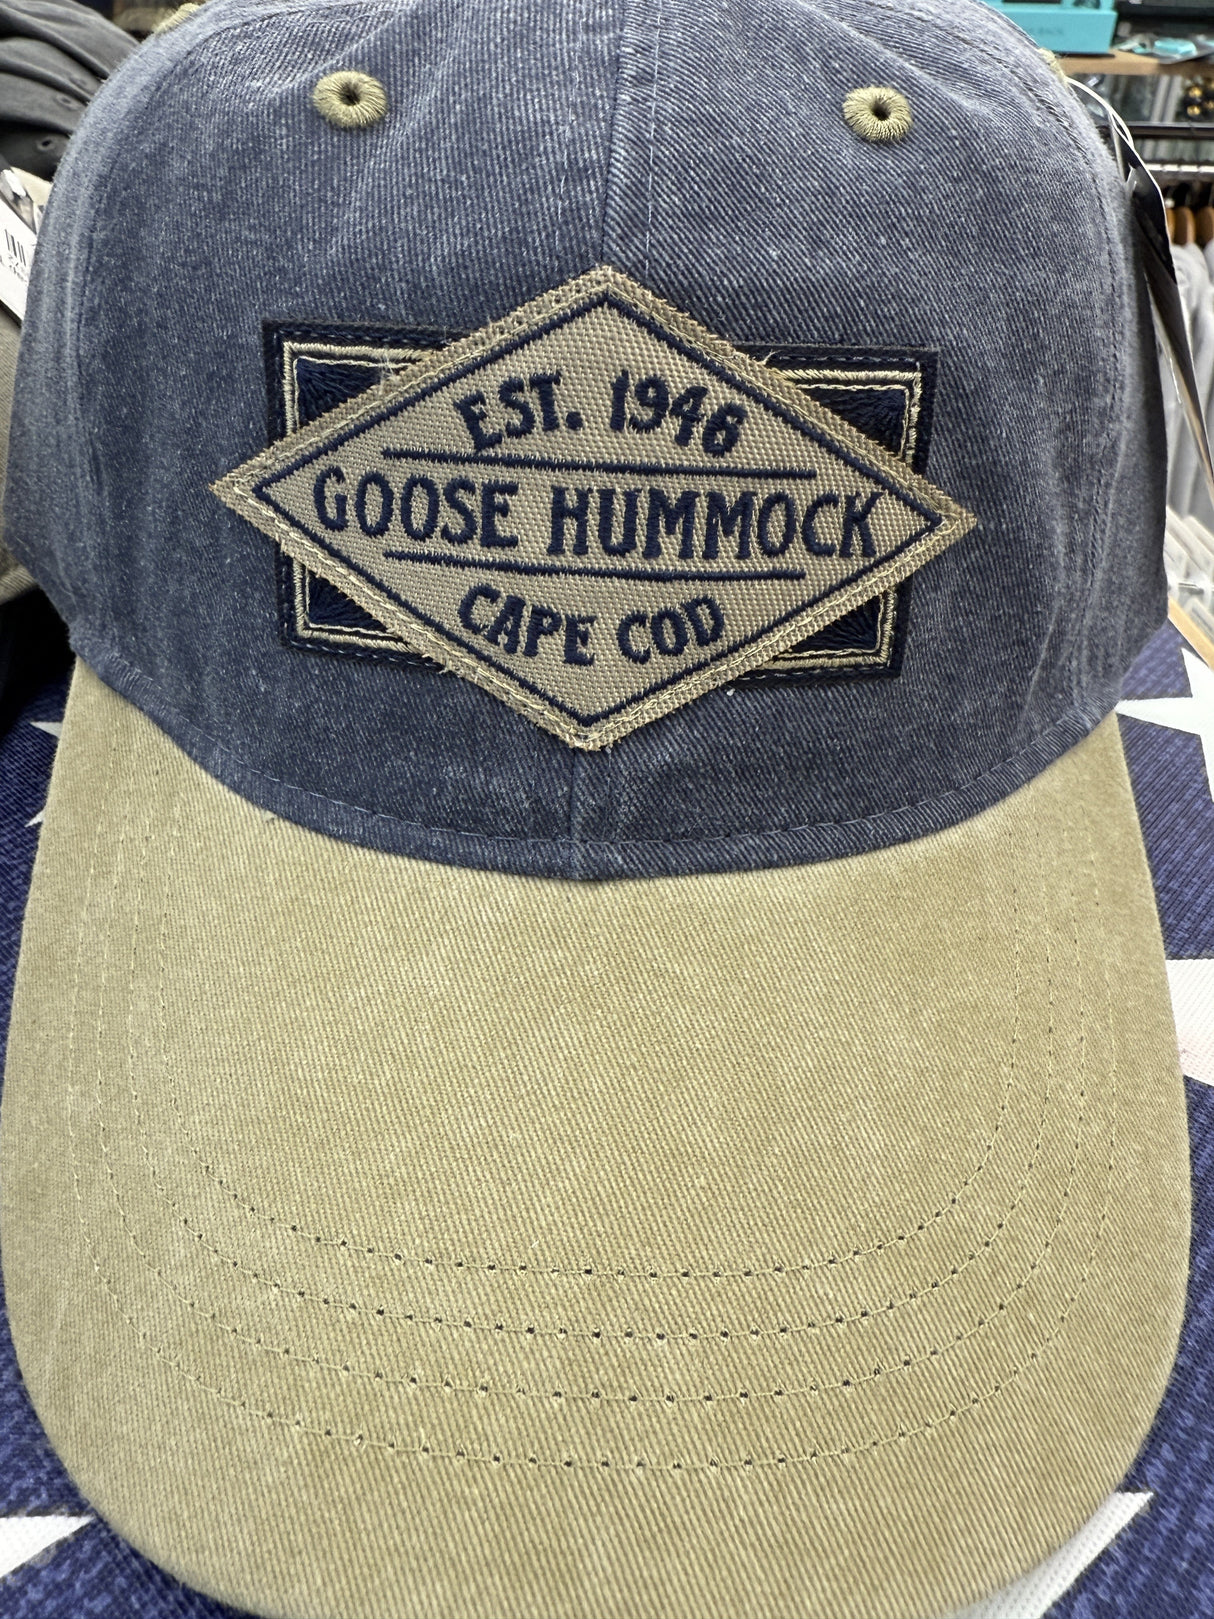 EST. 1946
GOOSE HUMMOCK
CAPE COD